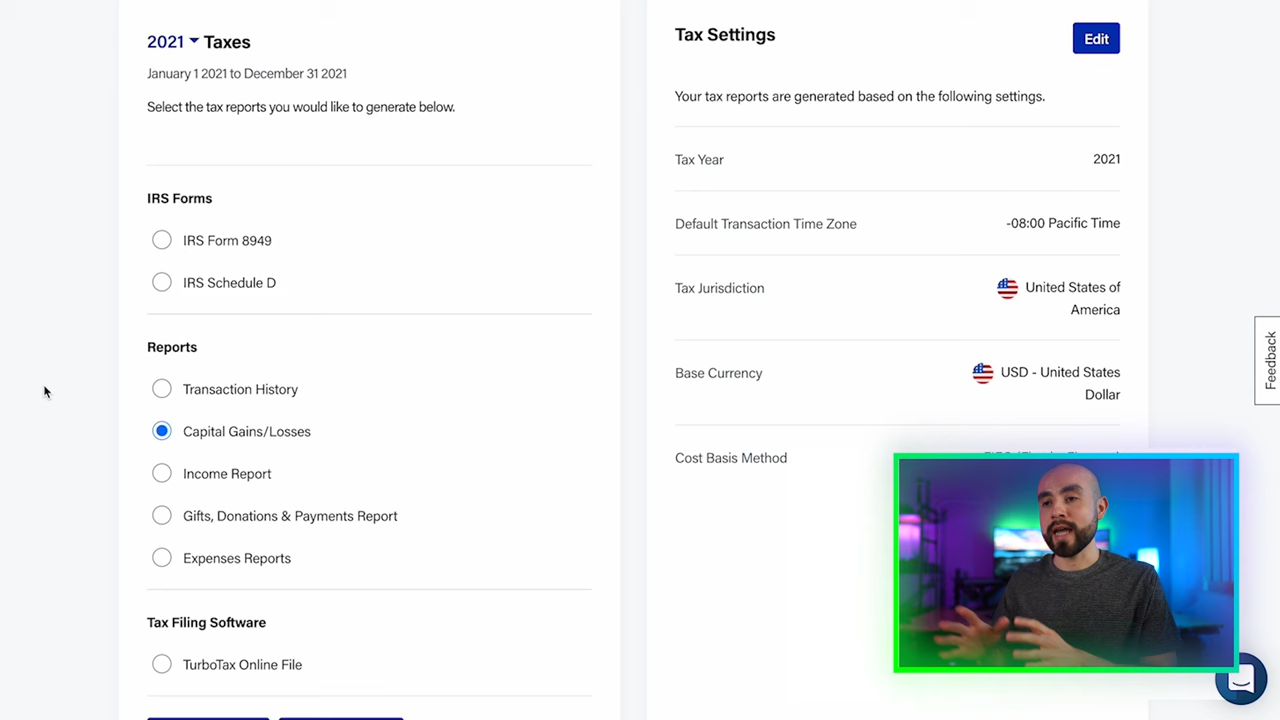 2021 Taxes
January 1 2021 to December 31 2021
Select the tax reports you would like to generate below.
IRS Forms
IRS Form 8949
IRS Schedule D
Reports
Transaction History
Capital Gains/Losses
Income Report
Gifts, Donations & Payments Report
Expenses Reports
Tax Filing Software
TurboTax Online File
Tax Settings
Edit
Your tax reports are generated based on the following settings.
Tax Year
2021
Default Transaction Time Zone
-08:00 Pacific Time
Tax Jurisdiction
United States of
America
Base Currency
USD - United States
Dollar
Cost Basis Method
Feedback